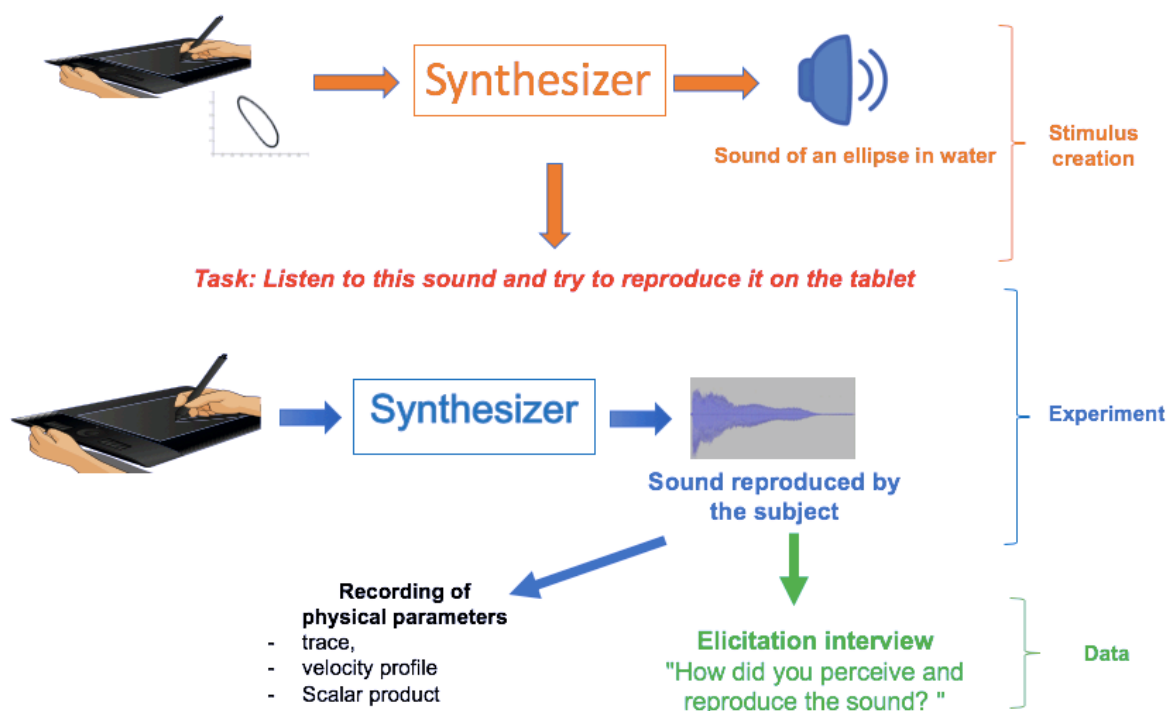 Synthesizer
Sound of an ellipse in water
Stimulus
creation
Task: Listen to this sound and try to reproduce it on the tablet
Synthesizer
Experiment
Sound reproduced by
the subject
Recording of
physical parameters
- trace,
- velocity profile
- Scalar product
Elicitation interview
"How did you perceive and
reproduce the sound? "
Data